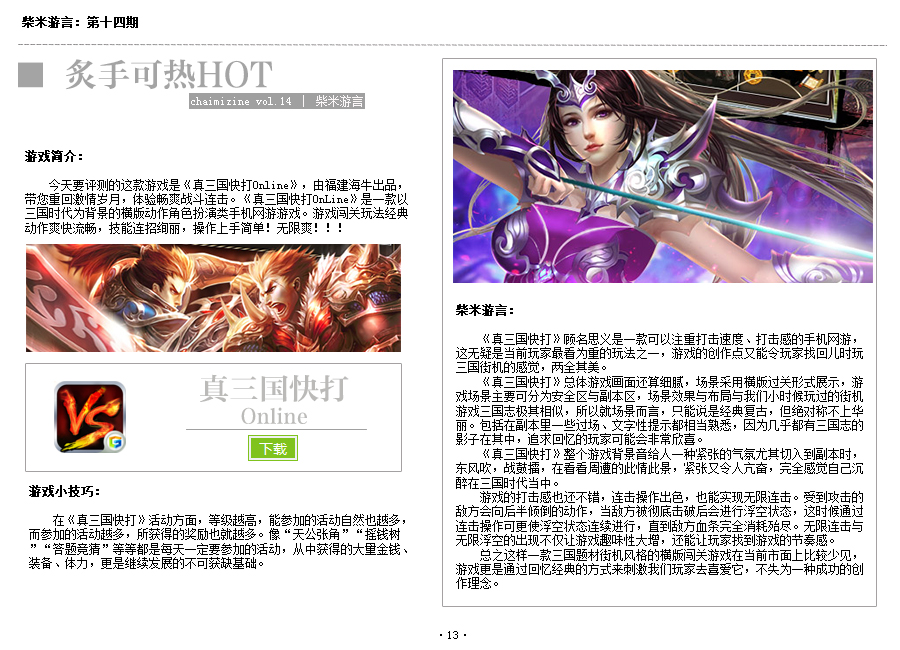 柴米游言：第十四期
炙手可热HOT
chaimizine vol.14 | 柴米游言
游戏简介：
今天要评测的这款游戏是《真三国快打Online》，由福建海牛出品，
带您重回激情岁月，体验畅爽战斗连击。《真三国快打OnLine》是一款以
三国时代为背景的横版动作角色扮演类手机网游游戏。游戏闯关玩法经典
动作爽快流畅，技能连招绚丽，操作上手简单！无限爽！！！
VS
真三国快打
Online
下载
游戏小技巧：
在《真三国快打》活动方面，等级越高，能参加的活动自然也越多，
而参加的活动越多，所获得的奖励也就越多。像“天公张角”“摇钱树
”“答题竞猜”等等都是每天一定要参加的活动，从中获得的大量金钱、
装备、体力，更是继续发展的不可获缺基础。
柴米游言：
《真三国快打》顾名思义是一款可以注重打击速度、打击感的手机网游，
这无疑是当前玩家最看为重的玩法之一，游戏的创作点又能令玩家找回儿时玩
三国街机的感觉，两全其美。
《真三国快打》总体游戏画面还算细腻，场景采用横版过关形式展示，游
戏场景主要可分为安全区与副本区，场景效果与布局与我们小时候玩过的街机
游戏三国志极其相似，所以就场景而言，只能说是经典复古，但绝对称不上华
丽。包括在副本里一些过场、文字性提示都相当熟悉，因为几乎都有三国志的
影子在其中，追求回忆的玩家可能会非常欣喜。
《真三国快打》整个游戏背景音给人一种紧张的气氛尤其切入到副本时，
东风吹，战鼓擂，在看看周遭的此情此景，紧张又令人亢奋，完全感觉自己沉
醉在三国时代当中。
游戏的打击感也还不错，连击操作出色，也能实现无限连击。受到攻击的
敌方会向后半倾倒的动作，当敌方被彻底击破后会进行浮空状态，这时候通过
连击操作可更使浮空状态连续进行，直到敌方血条完全消耗殆尽。无限连击与
无限浮空的出现不仅让游戏趣味性大增，还能让玩家找到游戏的节奏感。
总之这样一款三国题材街机风格的横版闯关游戏在当前市面上比较少见，
游戏更是通过回忆经典的方式来刺激我们玩家去喜爱它，不失为一种成功的创
作理念。
·13·